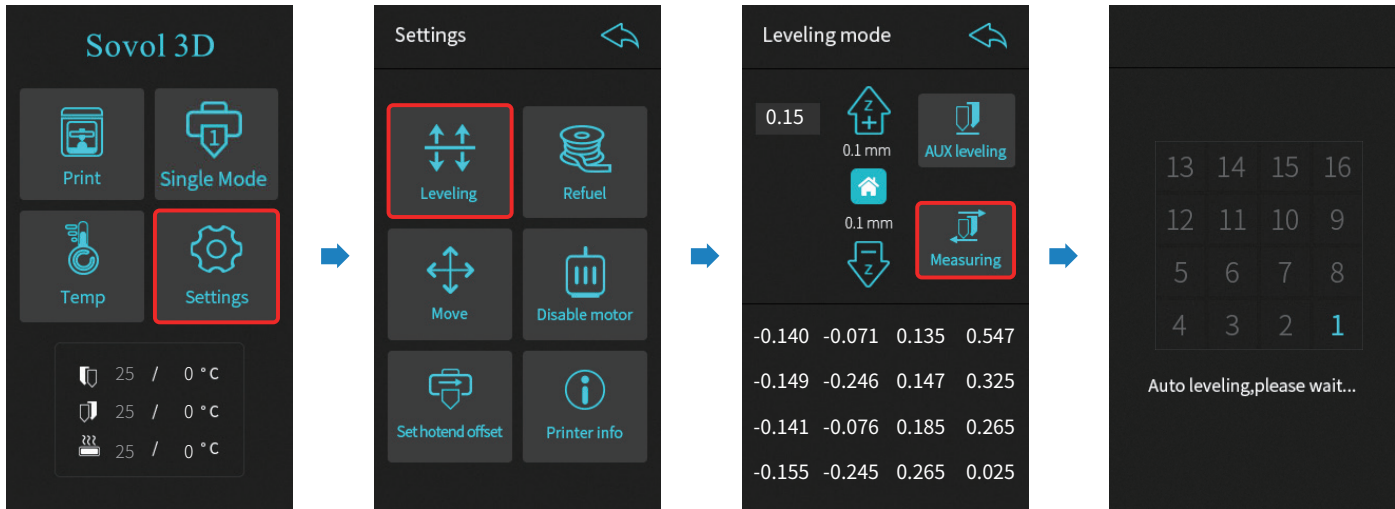 Sovol 3D
Print
1
Single Mode
Temp
Settings
25 / 0 °C
25 / 0 °C
25 / 0 °C
Settings
Leveling
Refuel
Move
Disable motor
Set hotend offset
Printer info
Leveling mode
0.15
Z
0.1 mm
AUX leveling
0.1 mm
Z
Measuring
-0.140 -0.071 0.135 0.547
-0.149 -0.246 0.147 0.325
-0.141 -0.076 0.185 0.265
-0.155 -0.245 0.265 0.025
13 14 15 16
12 11 10 9
5 6 7 8
4 3 2 1
Auto leveling,please wait...